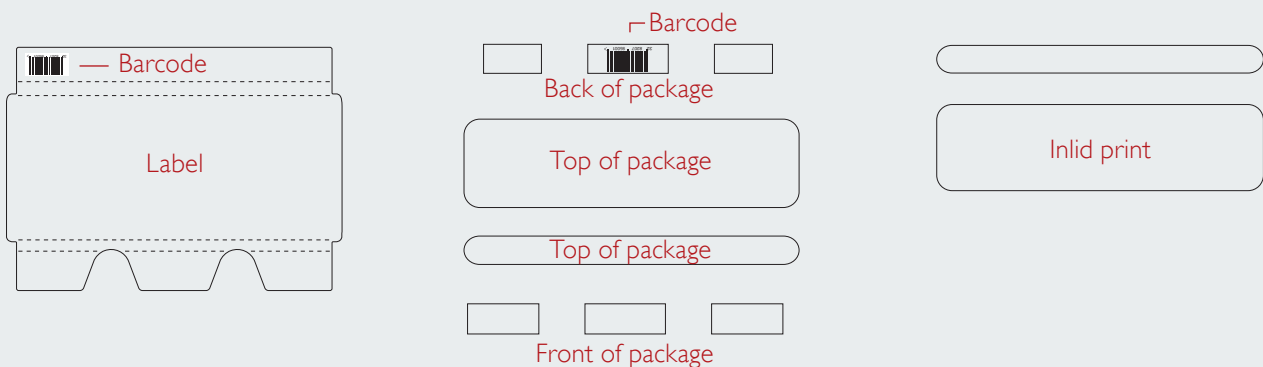 Barcode
Label
Barcode
Back of package
Top of package
Top of package
Front of package
Inlid print